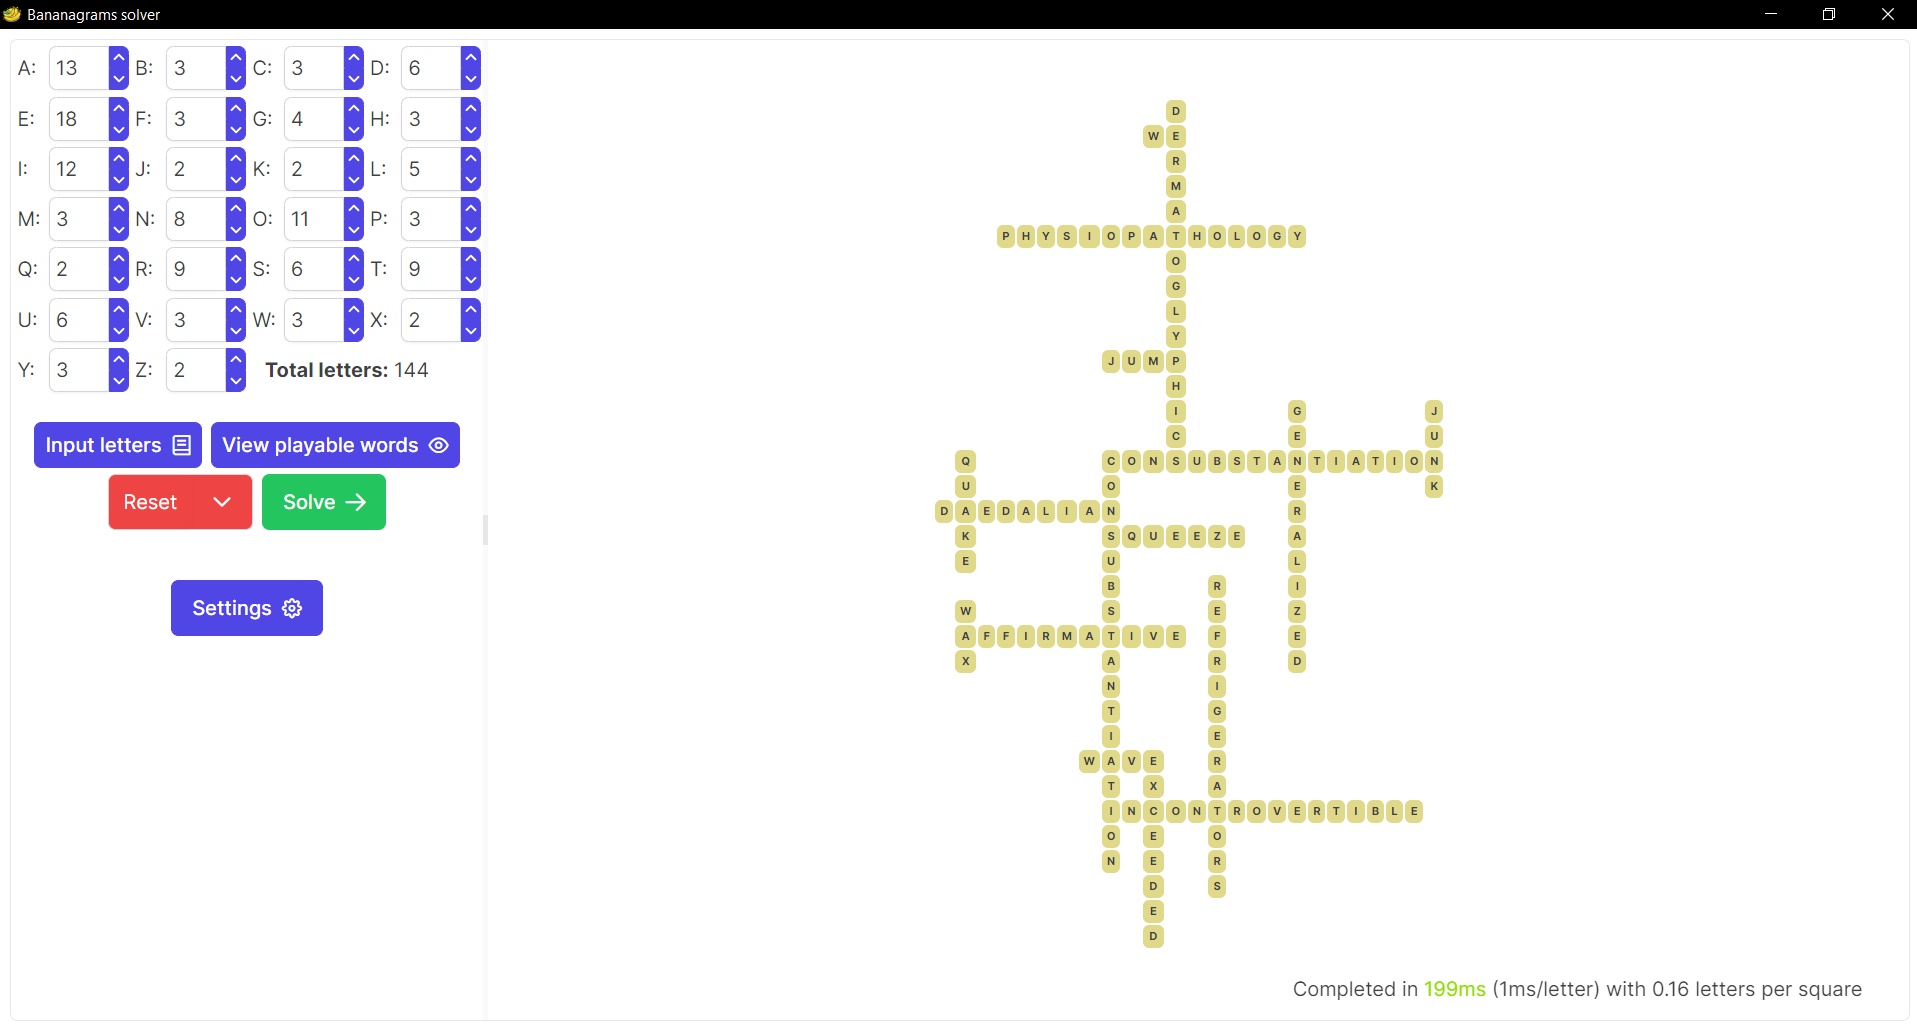 Bananagrams solver
A: 13 B: 3 C: 3 D: 6
E: 18 F: 3 G: 4 H: 3
I: 12 J: 2 K: 2 L: 5
M: 3 N: 8 O: 11 P: 3
Q: 2 R: 9 S: 6 T: 9
U: 6 V: 3 W: 3 X: 2
Y: 3 Z: 2 Total letters: 144
Input letters View playable words
Reset Solve
Settings
D
W E
R
M
A
P H Y S I O P A T H O L O G Y
O
G
L
Y
J U M P
H
I G J
C E U
Q C O N S U B S T A N T I A T I O N
U O E K
D A E D A L I A N R
K S Q U E E Z E A
E U L
B R I
W S E Z
A F F I R M A T I V E F E
X A R D
N I
T G
I E
W A V E R
T X A
I N C O N T R O V E R T I B L E
O E O
N E R
D S
E
D
Completed in 199ms (1ms/letter) with 0.16 letters per square